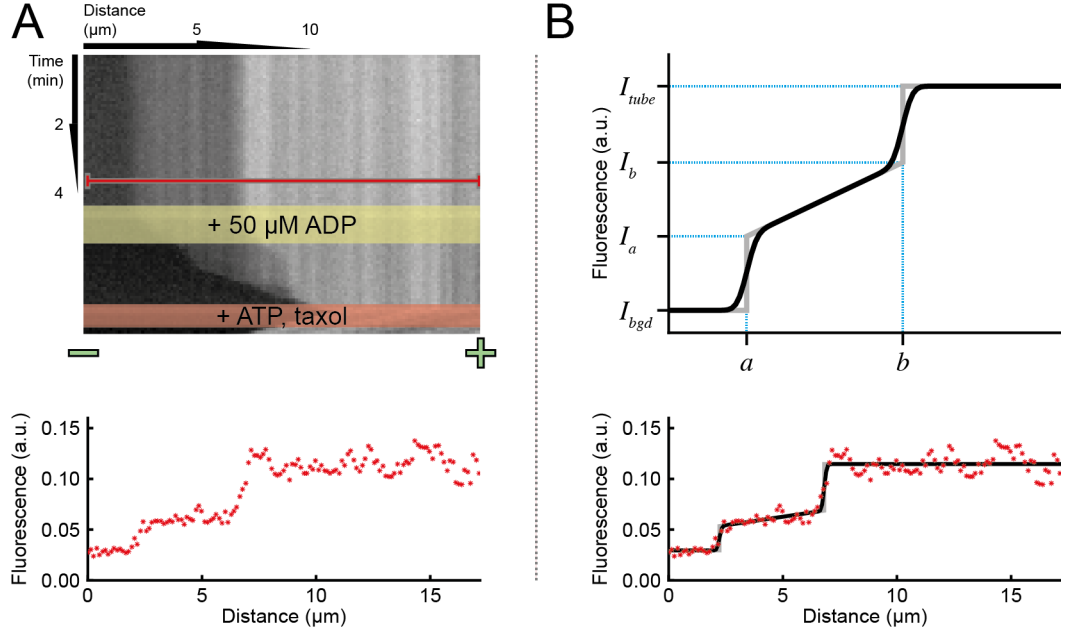 A
Distance
(µm)
5
10
Time
(min)
2
4
+ 50 µM ADP
+ ATP, taxol
−
+
Fluorescence (a.u.)
0.15
0.10
0.05
0.00
0
5
10
15
Distance (µm)
B
Fluorescence (a.u.)
I_tube
I_b
I_a
I_bgd
a
b
Fluorescence (a.u.)
0.15
0.10
0.05
0.00
0
5
10
15
Distance (µm)